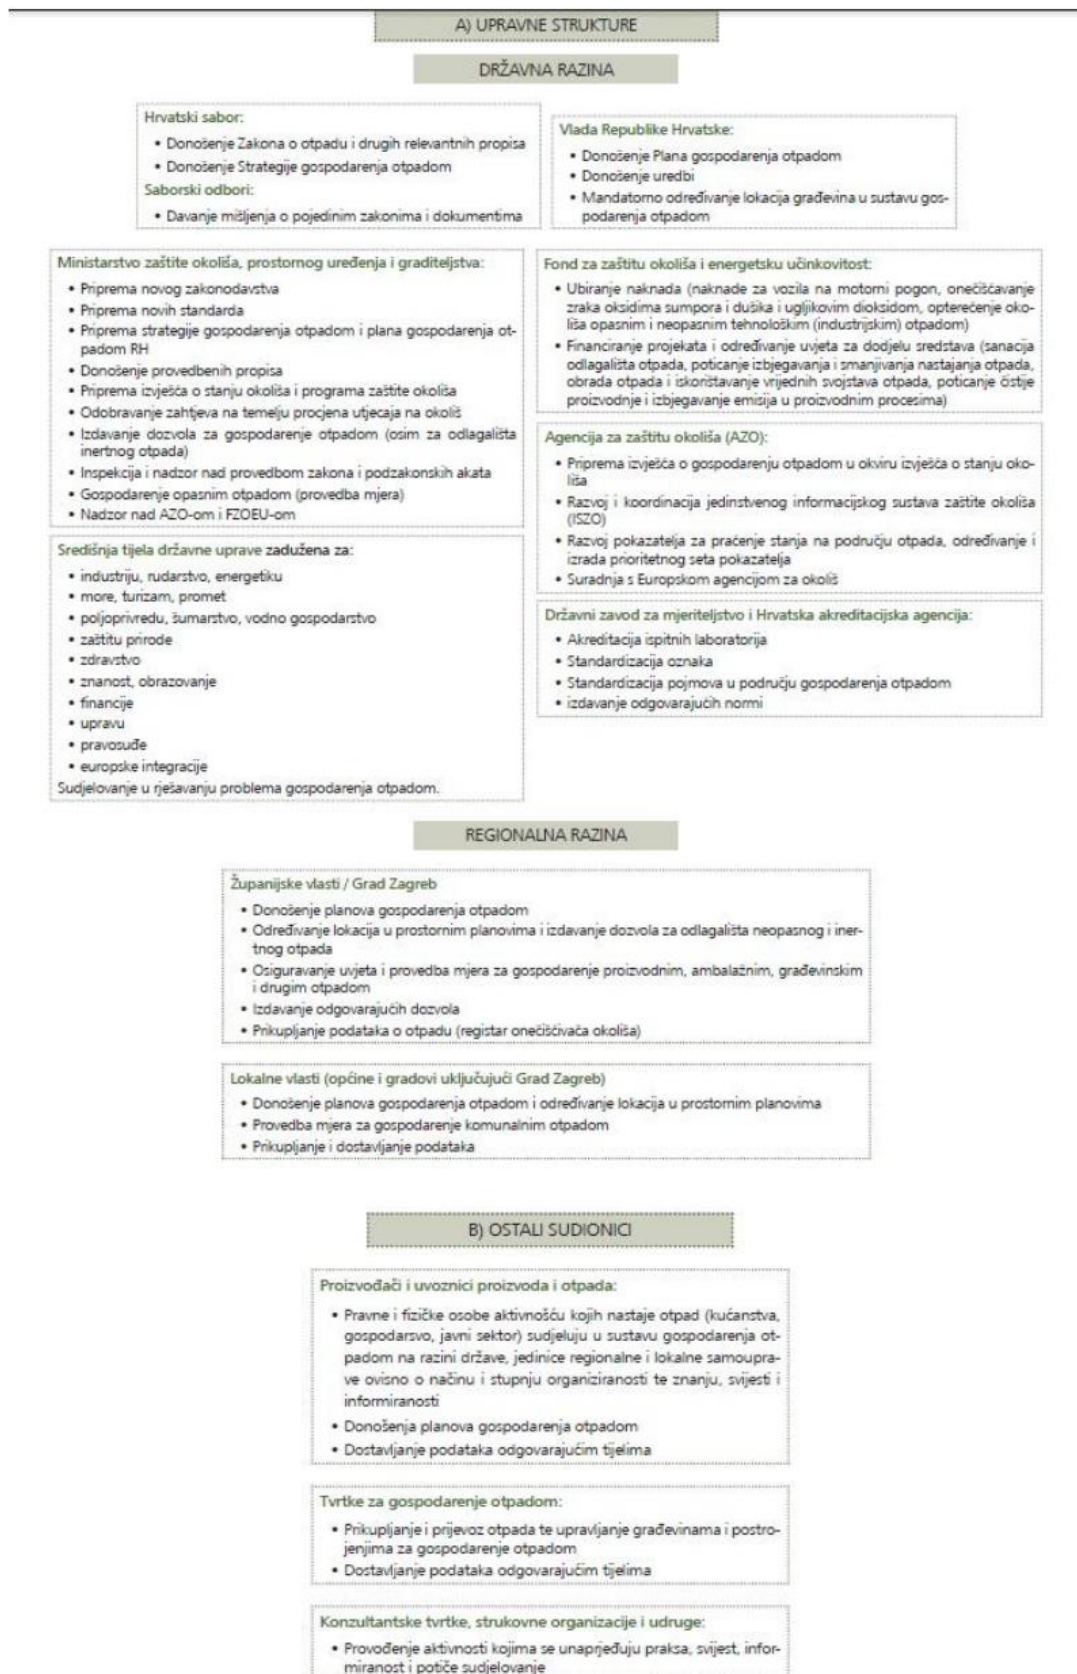 A) UPRAVNE STRUKTURE
DRŽAVNA RAZINA
Hrvatski sabor:
• Donošenje Zakona o otpadu i drugih relevantnih propisa
• Donošenje Strategije gospodarenja otpadom
Saborski odbori:
• Davanje mišljenja o pojedinim zakonima i dokumentima
Vlada Republike Hrvatske:
• Donošenje Plana gospodarenja otpadom
• Donošenje uredbi
• Mandatorno određivanje lokacija građevina u sustavu gos-
podarenja otpadom
Ministarstvo zaštite okoliša, prostornog uređenja i graditeljstva:
• Priprema novog zakonodavstva
• Priprema novih standarda
• Priprema strategije gospodarenja otpadom i plana gospodarenja ot-
padom RH
• Donošenje provedbenih propisa
• Priprema izvješća o stanju okoliša i programa zaštite okoliša
• Odobravanje zahtjeva na temelju procjena utjecaja na okoliš
• Izdavanje dozvola za gospodarenje otpadom (osim za odlagališta
inertnog otpada)
• Inspekcija i nadzor nad provedbom zakona i podzakonskih akata
• Gospodarenje opasnim otpadom (provedba mjera)
• Nadzor nad AZO-om i FZOEU-om
Središnja tijela državne uprave zadužena za:
• industriju, rudarstvo, energetiku
• more, turizam, promet
• poljoprivredu, šumarstvo, vodno gospodarstvo
• zaštitu prirode
• zdravstvo
• znanost, obrazovanje
• financije
• upravu
• pravosuđe
• europske integracije
Sudjelovanje u rješavanju problema gospodarenja otpadom.
Fond za zaštitu okoliša i energetsku učinkovitost:
• Ubiranje naknada (naknade za vozila na motorni pogon, onečišćavanje
zraka oksidima sumpora i dušika i ugljikovim dioksidom, opterećenje oko-
liša opasnim i neopasnim tehnološkim (industrijskim) otpadom)
• Financiranje projekata i određivanje uvjeta za dodjelu sredstava (sanacija
odlagališta otpada, poticanje izbjegavanja i smanjivanja nastajanja otpada,
obrada otpada i iskorištavanje vrijednih svojstava otpada, poticanje čistije
proizvodnje i izbjegavanje emisija u proizvodnim procesima)
Agencija za zaštitu okoliša (AZO):
• Priprema izvješća o gospodarenju otpadom u okviru izvješća o stanju oko-
liša
• Razvoj i koordinacija jedinstvenog informacijskog sustava zaštite okoliša
(ISZO)
• Razvoj pokazatelja za praćenje stanja na području otpada, određivanje i
izrada prioritetnog seta pokazatelja
• Suradnja s Europskom agencijom za okoliš
Državni zavod za mjeriteljstvo i Hrvatska akreditacijska agencija:
• Akreditacija ispitnih laboratorija
• Standardizacija oznaka
• Standardizacija pojmova u području gospodarenja otpadom
• izdavanje odgovarajućih normi
REGIONALNA RAZINA
Županijske vlasti / Grad Zagreb
• Donošenje planova gospodarenja otpadom
• Određivanje lokacija u prostornim planovima i izdavanje dozvola za odlagališta neopasnog i iner-
tnog otpada
• Osiguravanje uvjeta i provedba mjera za gospodarenje proizvodnim, ambalažnim, građevinskim
i drugim otpadom
• Izdavanje odgovarajućih dozvola
• Prikupljanje podataka o otpadu (registar onečišćivača okoliša)
Lokalne vlasti (općine i gradovi uključujući Grad Zagreb)
• Donošenje planova gospodarenja otpadom i određivanje lokacija u prostornim planovima
• Provedba mjera za gospodarenje komunalnim otpadom
• Prikupljanje i dostavljanje podataka
B) OSTALI SUDIONICI
Proizvođači i uvoznici proizvoda i otpada:
• Pravne i fizičke osobe aktivnošću kojih nastaje otpad (kućanstva,
gospodarsvo, javni sektor) sudjeluju u sustavu gospodarenja ot-
padom na razini države, jedinice regionalne i lokalne samoupra-
ve ovisno o načinu i stupnju organiziranosti te znanju, svijesti i
informiranosti
• Donošenja planova gospodarenja otpadom
• Dostavljanje podataka odgovarajućim tijelima
Tvrtke za gospodarenje otpadom:
• Prikupljanje i prijevoz otpada te upravljanje građevinama i postro-
jenjima za gospodarenje otpadom
• Dostavljanje podataka odgovarajućim tijelima
Konzultantske tvrtke, strukovne organizacije i udruge:
• Provođenje aktivnosti kojima se unaprjeđuju praksa, svijest, infor-
miranost i potiče sudjelovanje